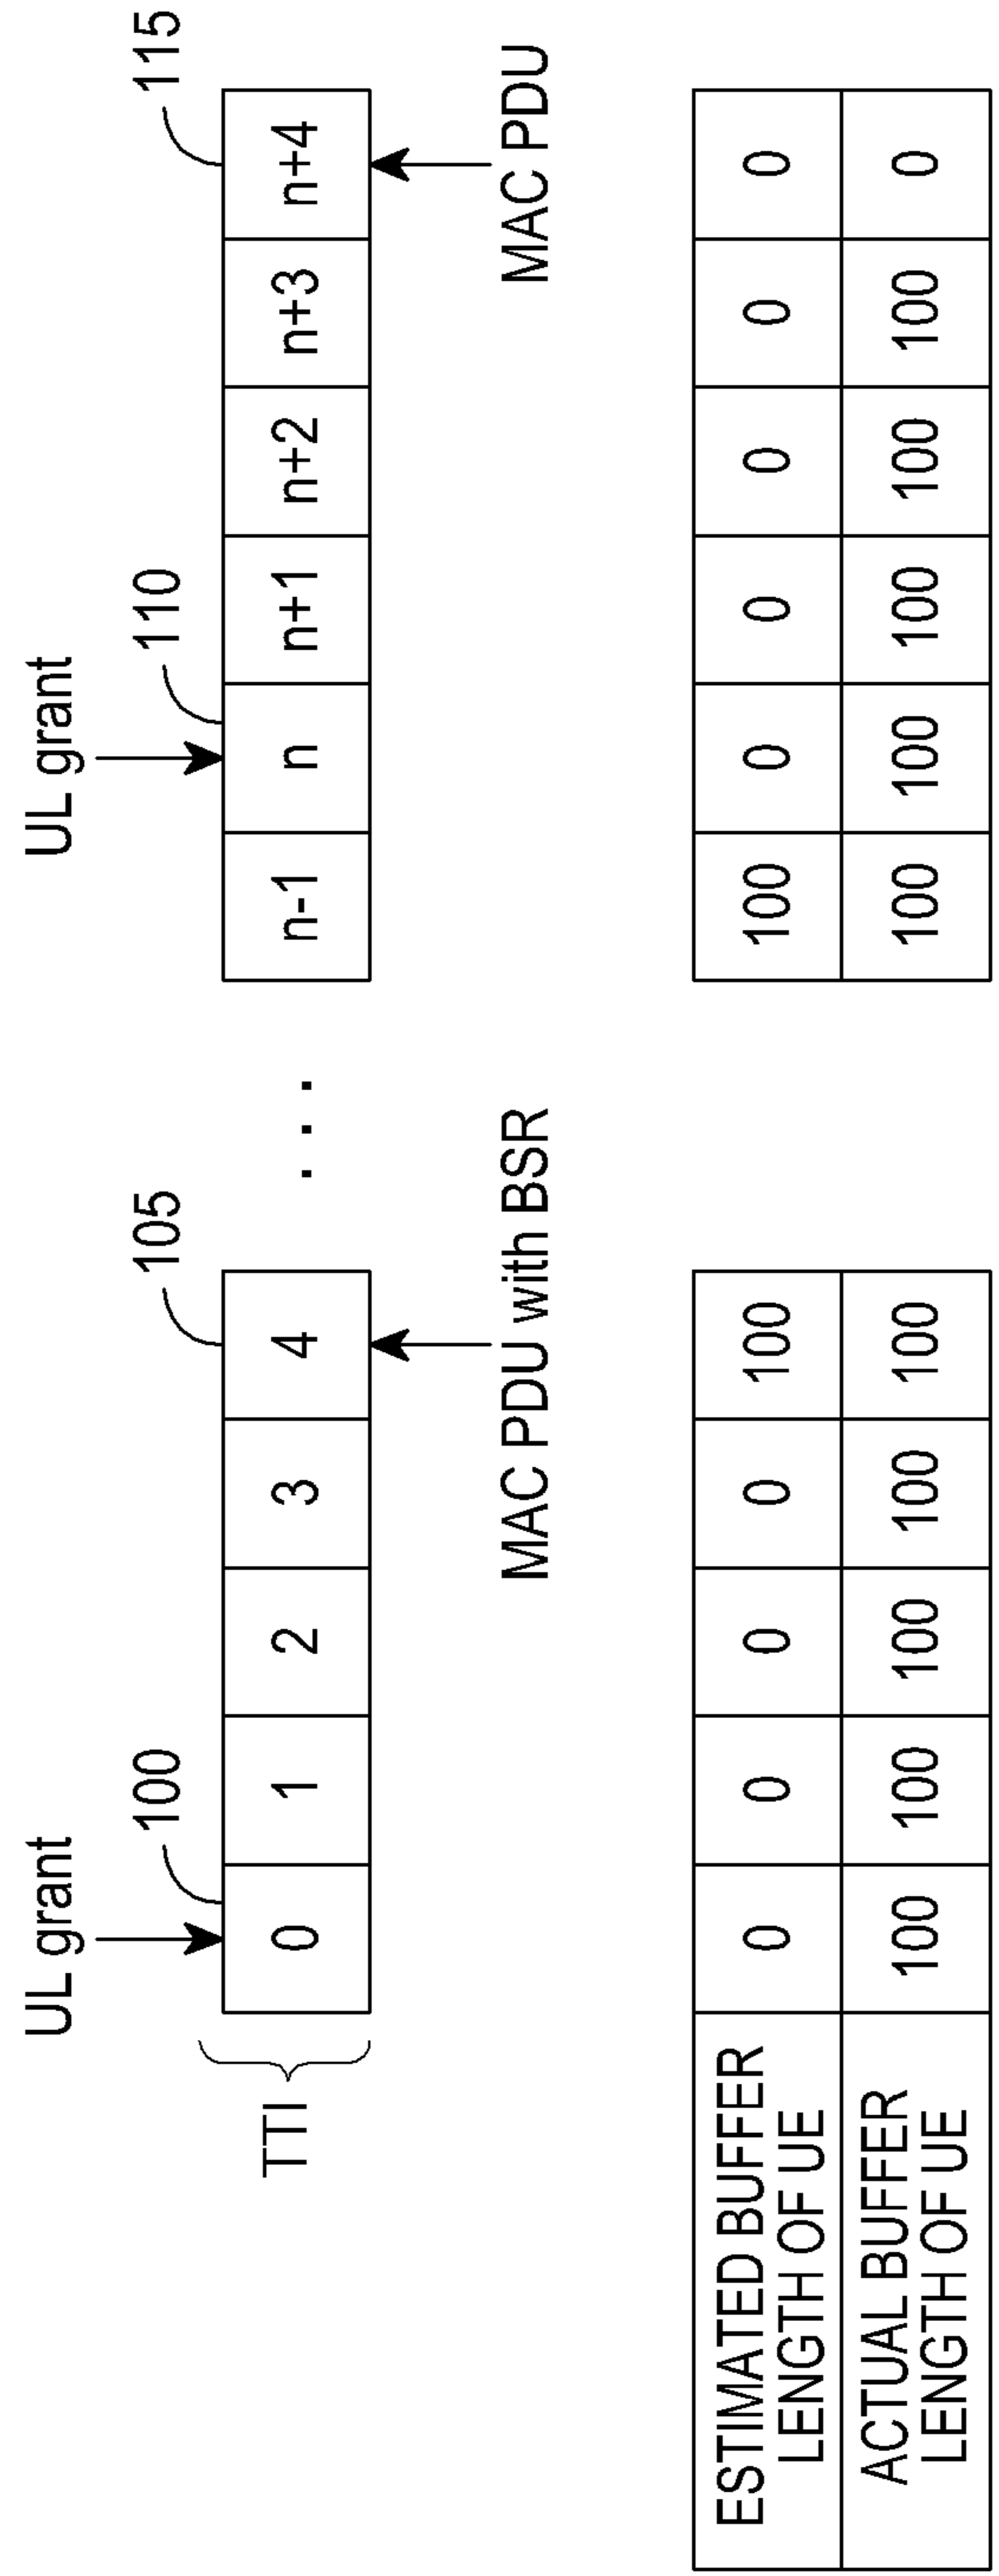 UL grant
UL grant
100
105
110
115
TTI
0 1 2 3 4 ... n-1 n n+1 n+2 n+3 n+4
MAC PDU with BSR
MAC PDU
ESTIMATED BUFFER
LENGTH OF UE
0 0 0 0 100 100 0 0 0 0 0
ACTUAL BUFFER
LENGTH OF UE
100 100 100 100 100 100 100 100 100 100 0